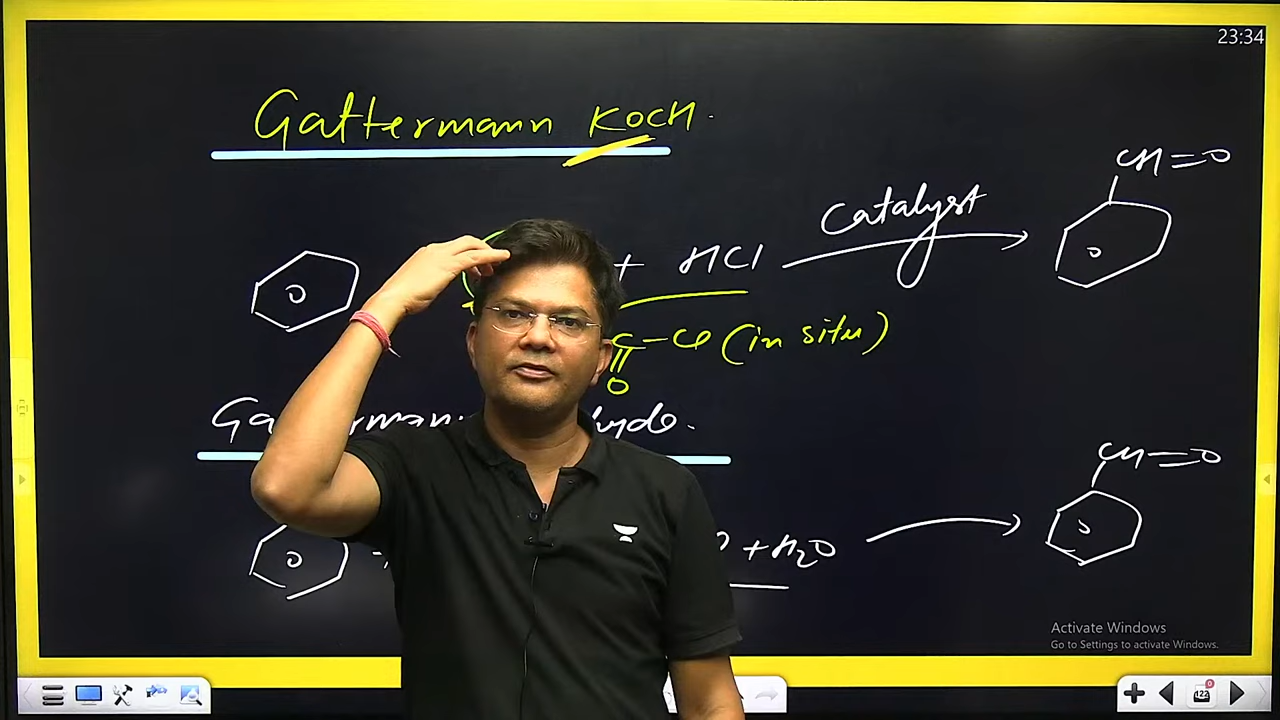 23:34
Gattermann KOCH.
CH=O
+ HCl
Catalyst
C-Cl (in situ)
O
CH=O
+ H2O
Activate Windows
Go to Settings to activate Windows.
122